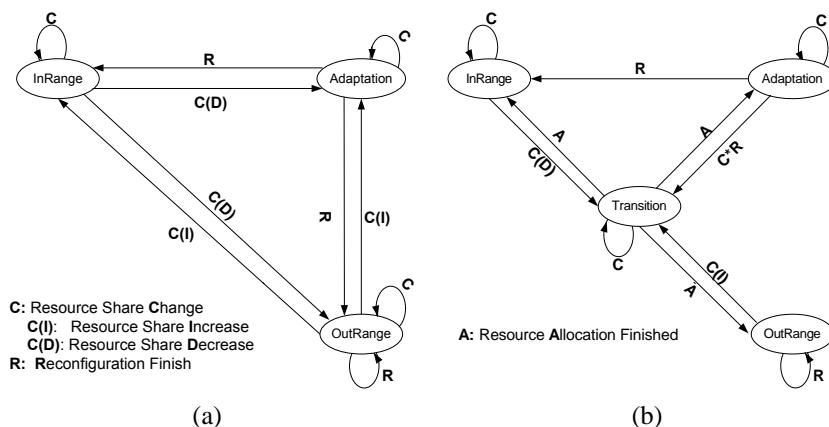 C
InRange
R
C(D)
C
Adaptation
C(D)
C(I)
R
C(I)
C
OutRange
R
C: Resource Share Change
C(I): Resource Share Increase
C(D): Resource Share Decrease
R: Reconfiguration Finish
(a)
C
InRange
R
C
Adaptation
A
C(D)
A
C*R
Transition
C
C(I)
A
OutRange
R
A: Resource Allocation Finished
(b)